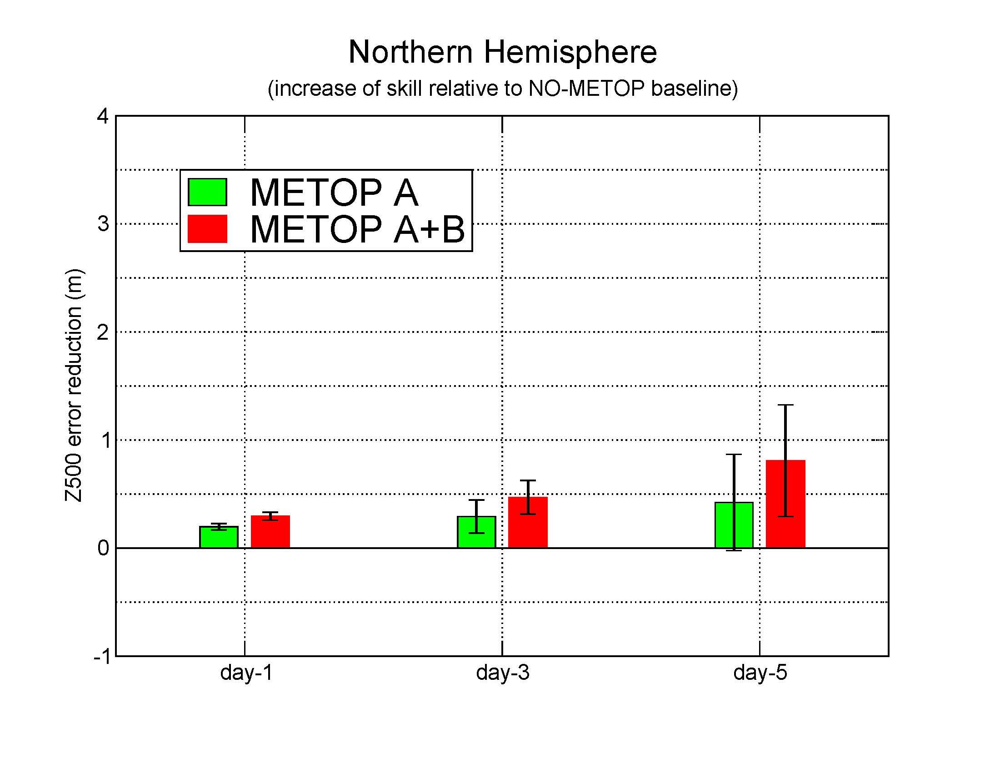 Northern Hemisphere
(increase of skill relative to NO-METOP baseline)
4
3
2
1
0
-1
Z500 error reduction (m)
METOP A
METOP A+B
day-1
day-3
day-5